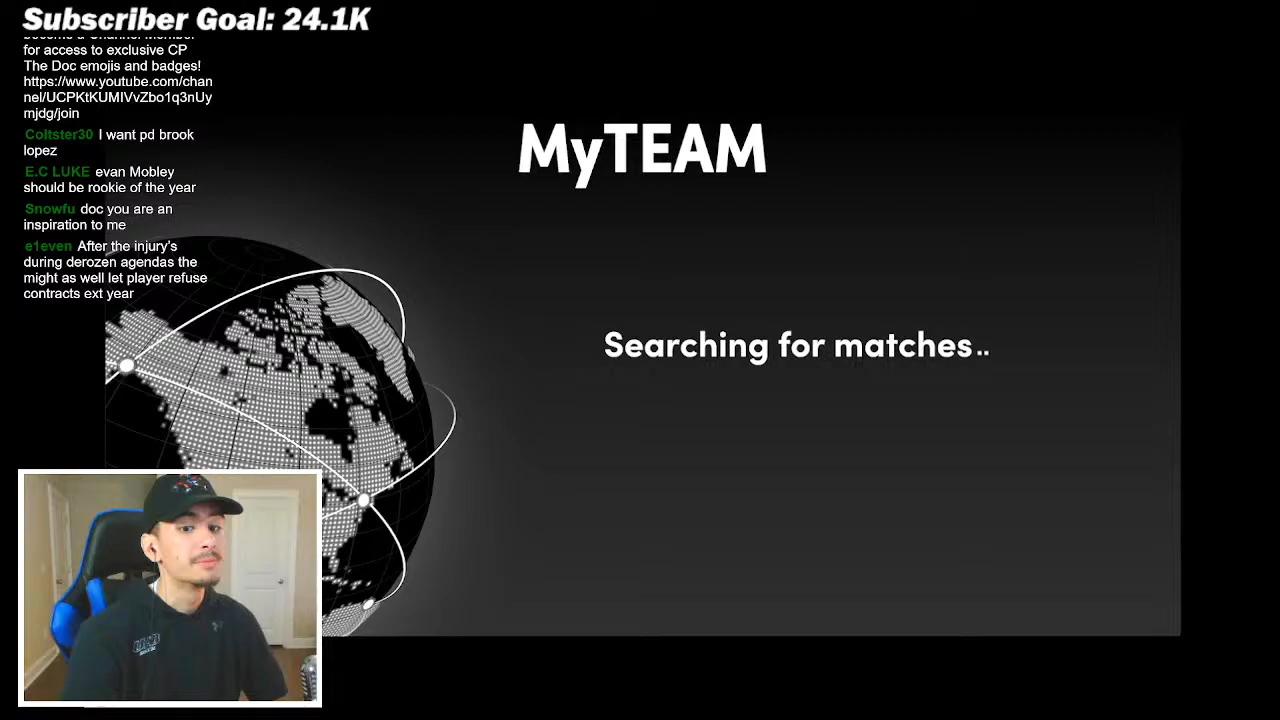 Subscriber Goal: 24.1K
become a Channel Member
for access to exclusive CP
The Doc emojis and badges!
https://www.youtube.com/chan
nel/UCPKtKUMIVvZbo1q3nUy
mjdg/join
Coltster30 I want pd brook
lopez
E.C LUKE evan Mobley
should be rookie of the year
Snowfu doc you are an
inspiration to me
e1even After the injury's
during derozen agendas the
might as well let player refuse
contracts ext year
MyTEAM
Searching for matches..